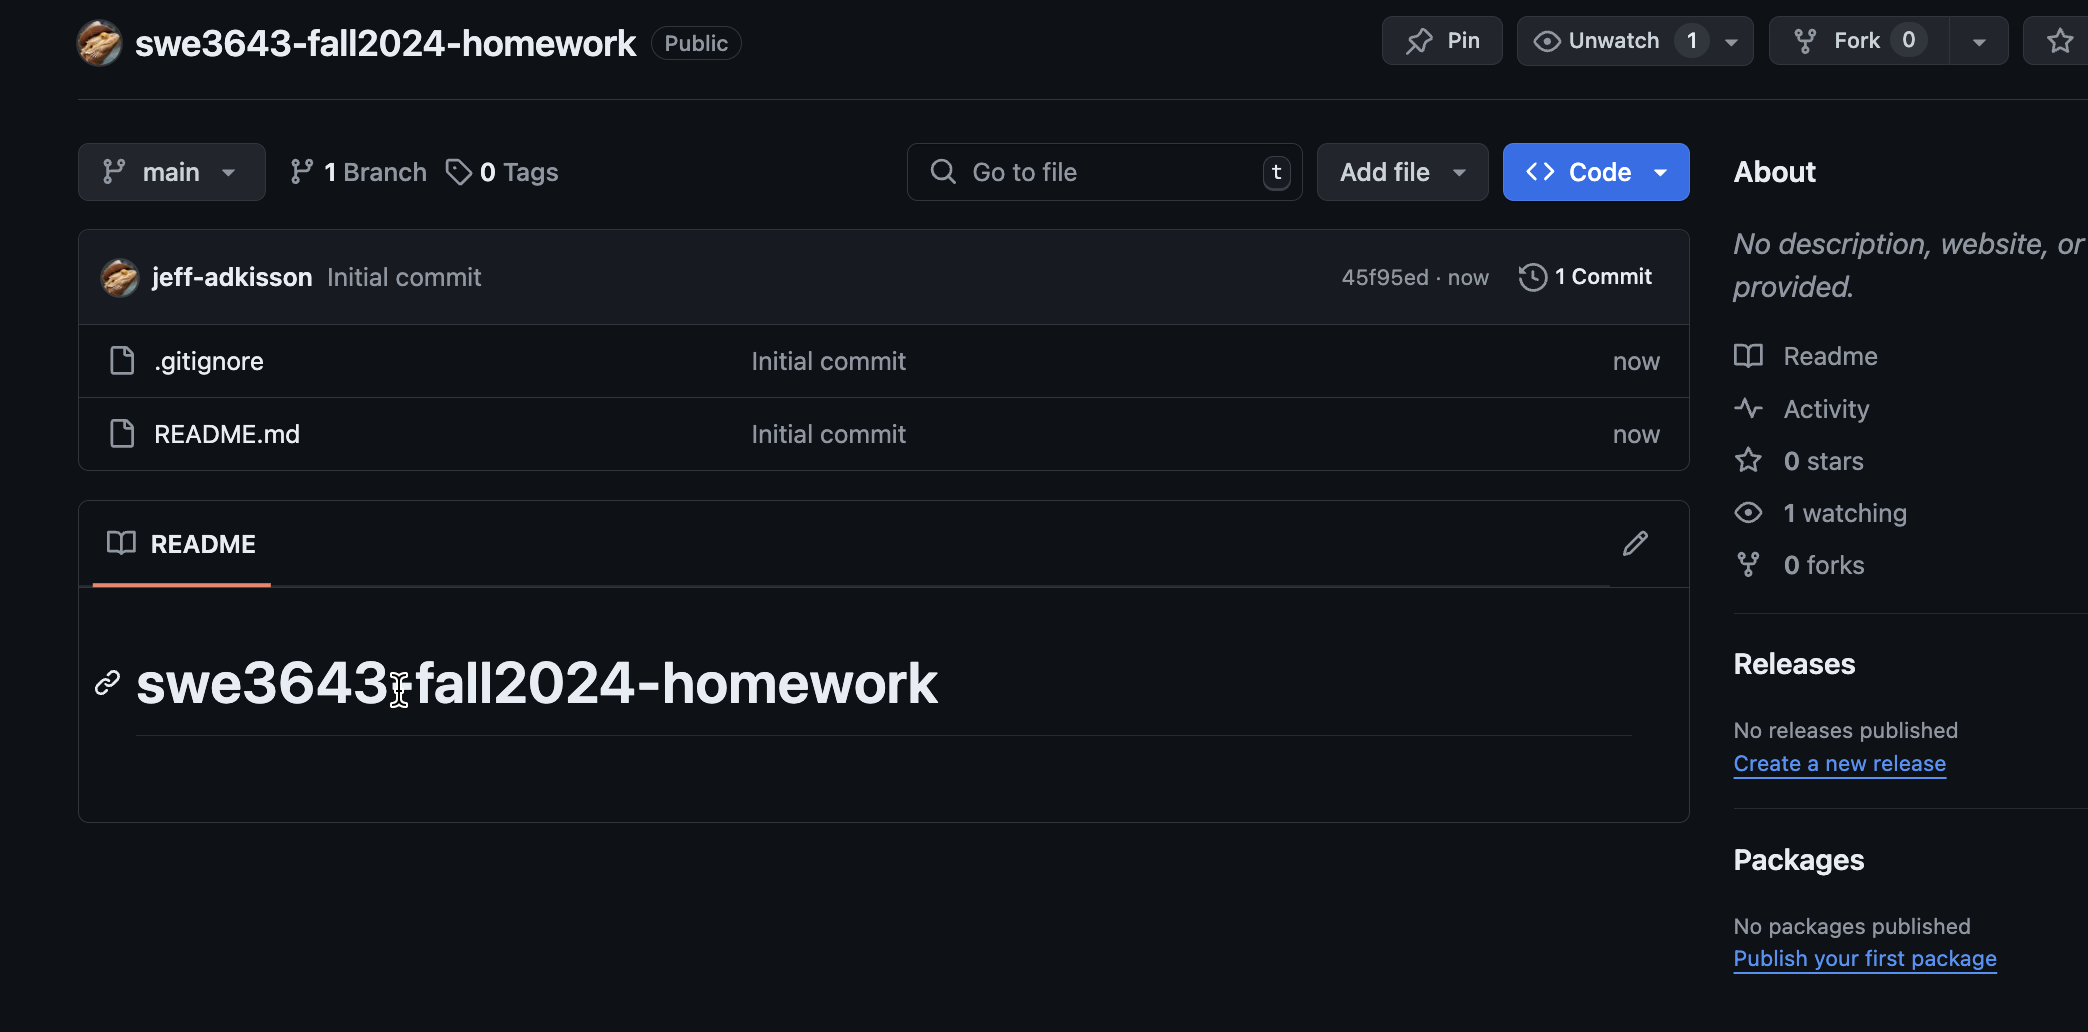 swe3643-fall2024-homework Public
Pin
Unwatch 1
Fork 0
main
1 Branch
0 Tags
Go to file t
Add file
Code
jeff-adkisson Initial commit
45f95ed · now
1 Commit
.gitignore Initial commit now
README.md Initial commit now
README
swe3643-fall2024-homework
About
No description, website, or
provided.
Readme
Activity
0 stars
1 watching
0 forks
Releases
No releases published
Create a new release
Packages
No packages published
Publish your first package